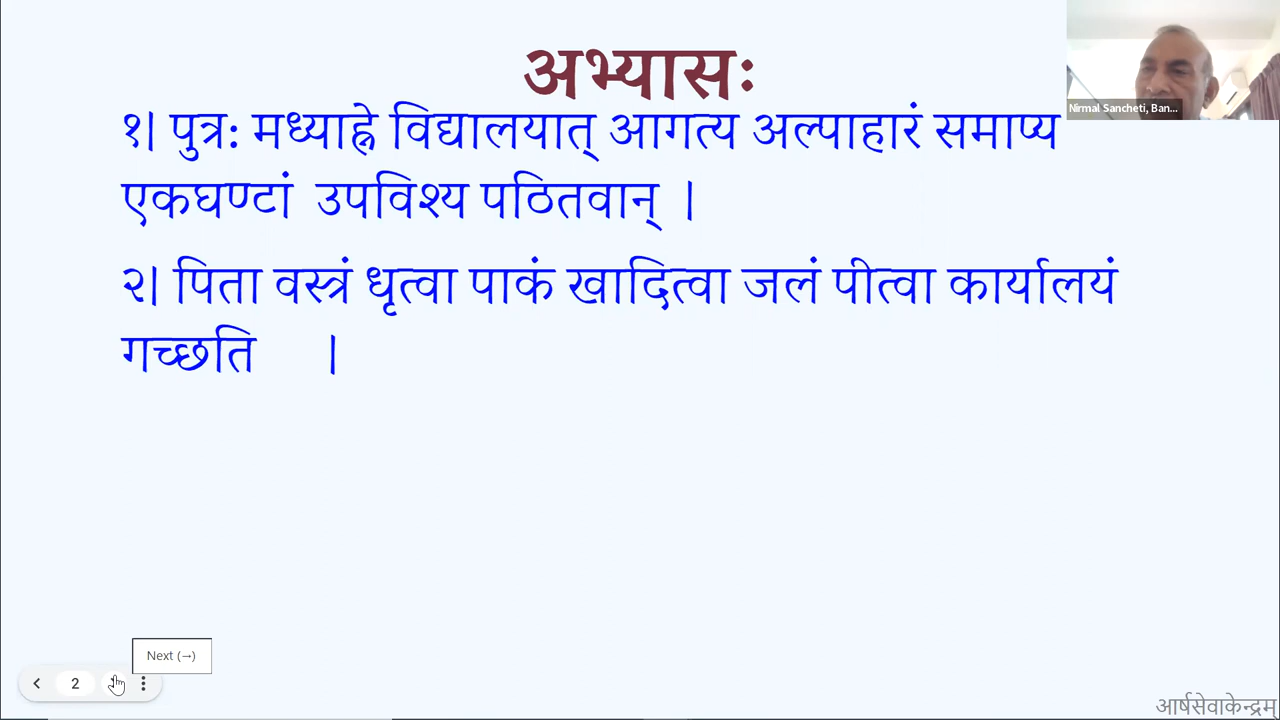 अभ्यासः
Nirmal Sancheti, Ban...
१। पुत्रः मध्याह्ने विद्यालयात् आगत्य अल्पाहारं समाप्य
एकघण्टां उपविश्य पठितवान् ।
२। पिता वस्त्रं धृत्वा पाकं खादित्वा जलं पीत्वा कार्यालयं
गच्छति ।
Next (→)
2
आर्षसेवाकेन्द्रम्